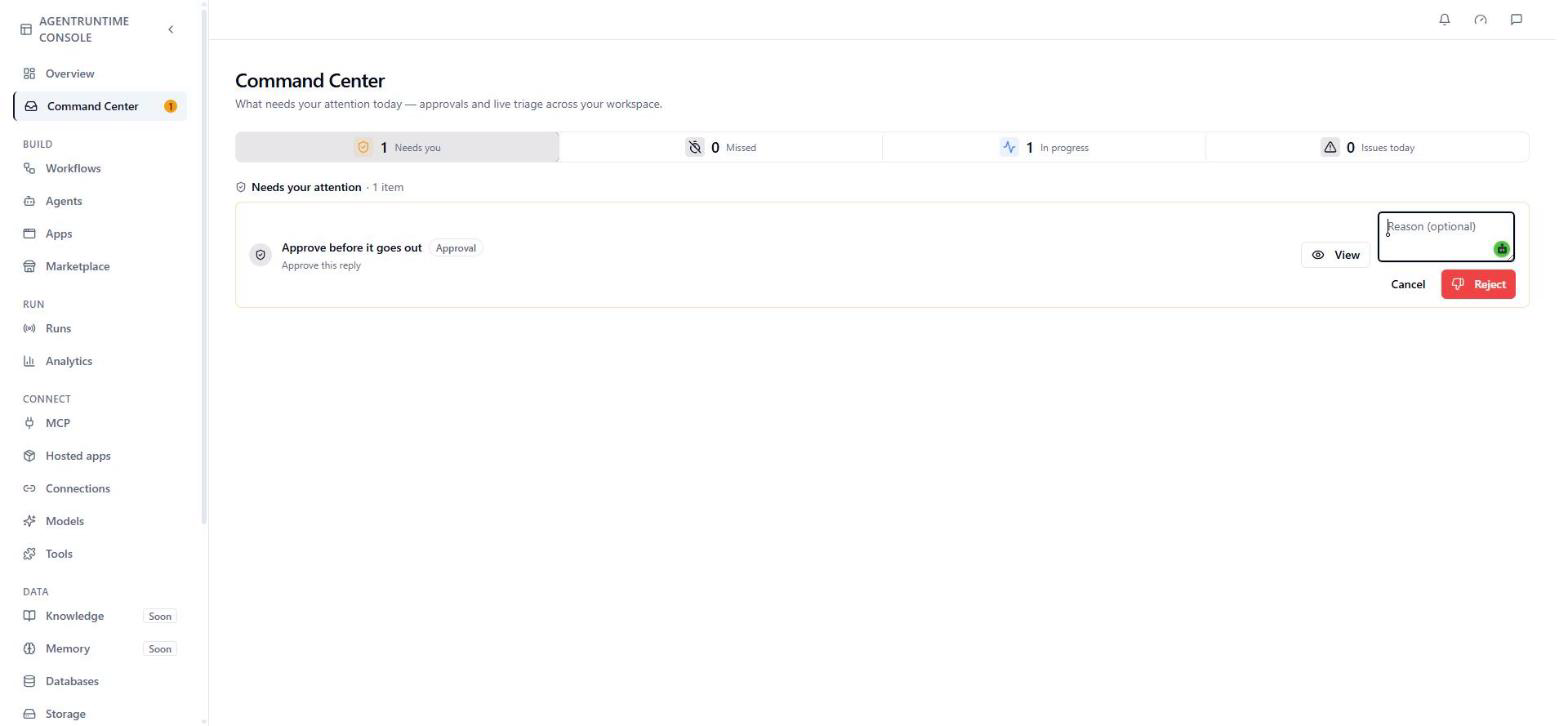 AGENTRUNTIME
CONSOLE
Overview
Command Center 1
BUILD
Workflows
Agents
Apps
Marketplace
RUN
Runs
Analytics
CONNECT
MCP
Hosted apps
Connections
Models
Tools
DATA
Knowledge Soon
Memory Soon
Databases
Storage
Command Center
What needs your attention today — approvals and live triage across your workspace.
1 Needs you
0 Missed
1 In progress
0 Issues today
Needs your attention · 1 item
Approve before it goes out Approval
Approve this reply
View
Reason (optional)
Cancel
Reject